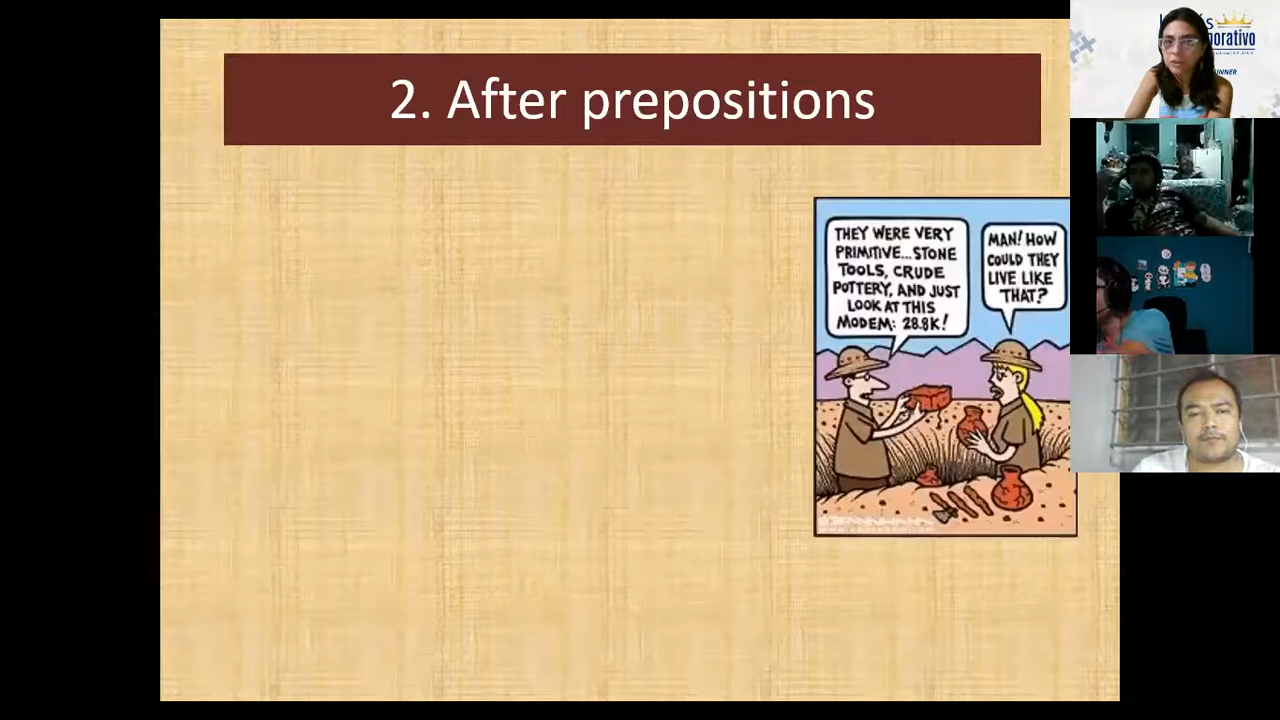 2. After prepositions
THEY WERE VERY
PRIMITIVE...STONE
TOOLS, CRUDE
POTTERY, AND JUST
LOOK AT THIS
MODEM: 28.8K!
MAN! HOW
COULD THEY
LIVE LIKE
THAT?